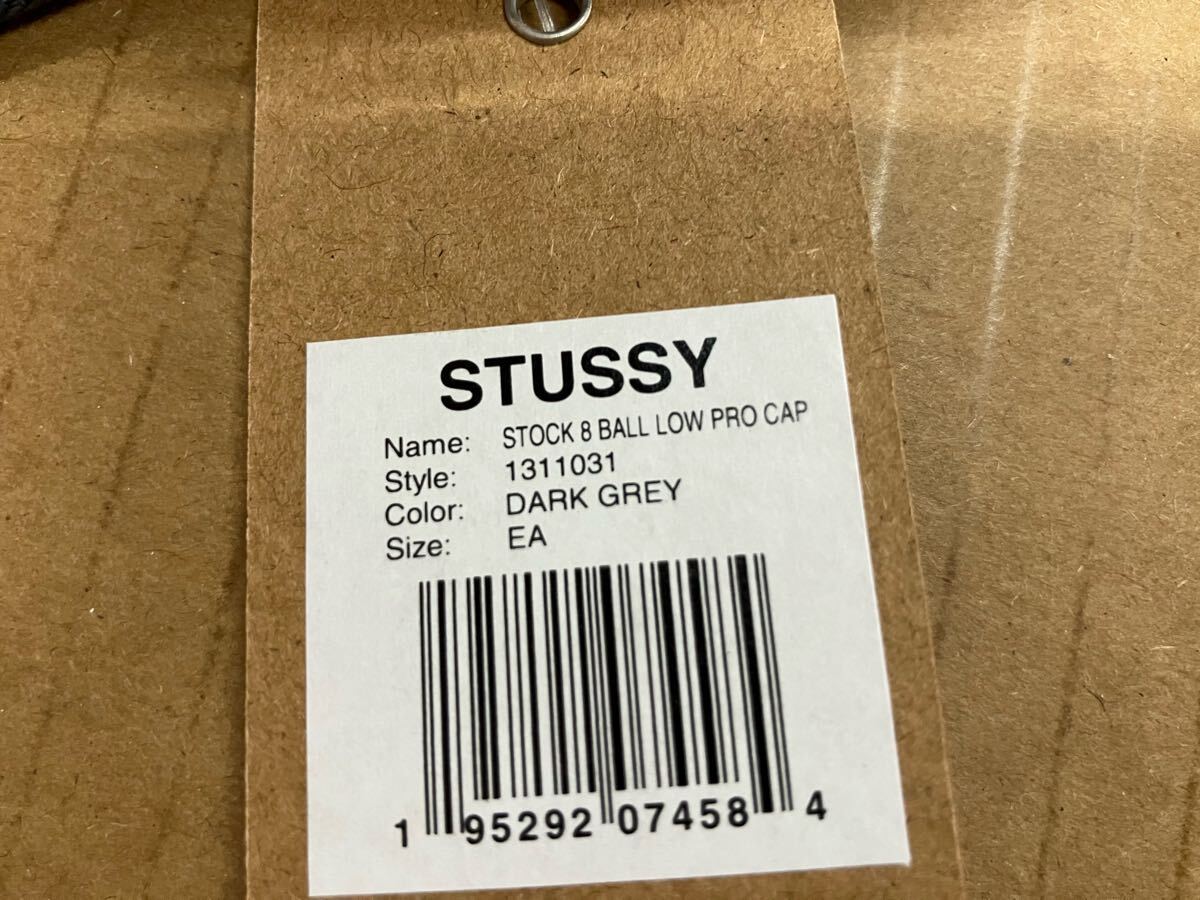 STUSSY
Name: STOCK 8 BALL LOW PRO CAP
Style: 1311031
Color: DARK GREY
Size: EA
1 95292 07458 4